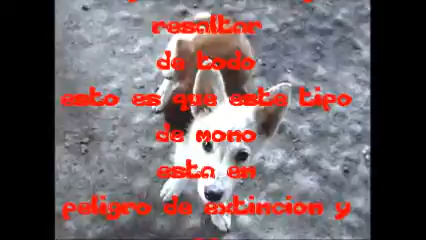 resaltar
de todo
esto es que este tipo
de mono
esta en
peligro de extincion y